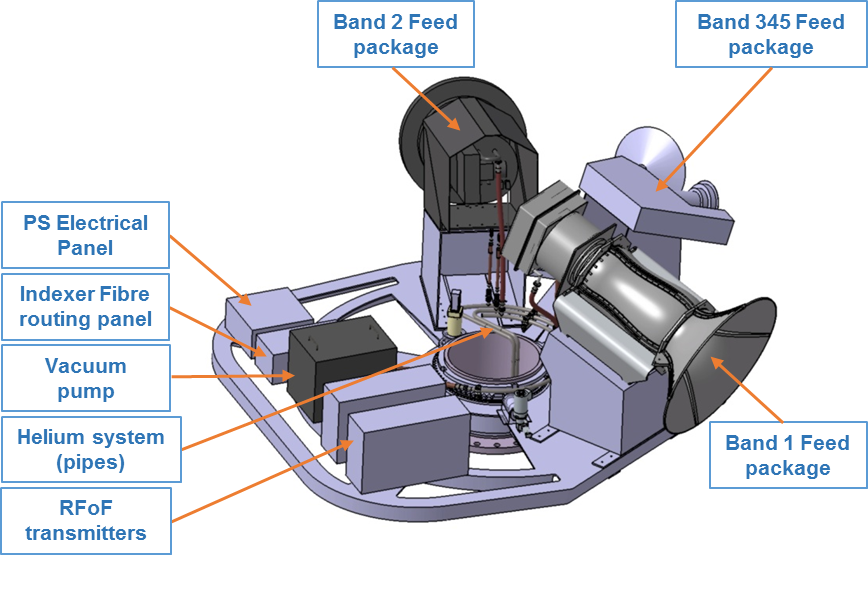 Band 2 Feed
package
Band 345 Feed
package
PS Electrical
Panel
Indexer Fibre
routing panel
Vacuum
pump
Helium system
(pipes)
RFoF
transmitters
Band 1 Feed
package